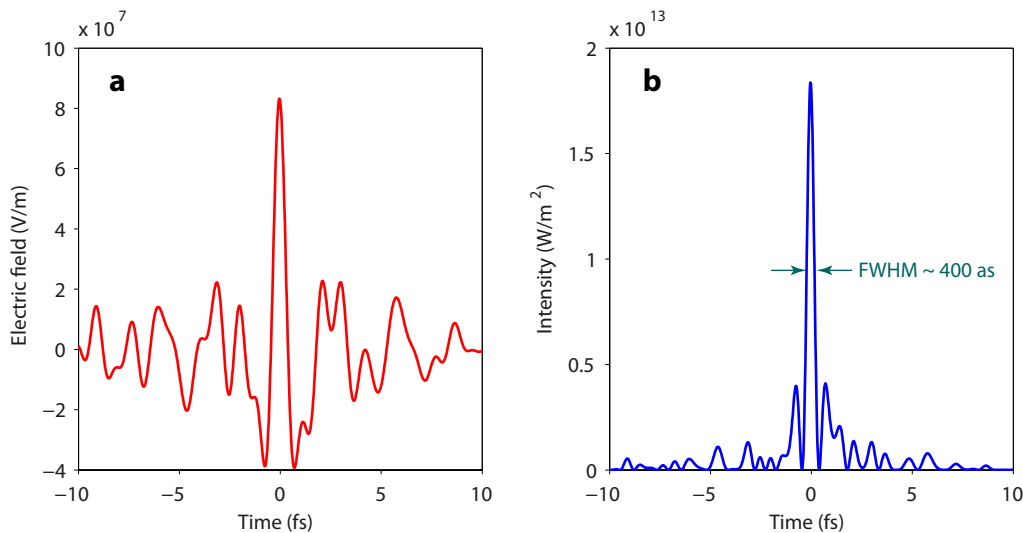 x 10 7
a
10
8
6
4
2
0
−2
−4
−10
−5
0
5
10
Electric field (V/m)
Time (fs)
x 10 13
b
2
1.5
1
0.5
0
−10
−5
0
5
10
Intensity (W/m 2)
FWHM ~ 400 as
Time (fs)